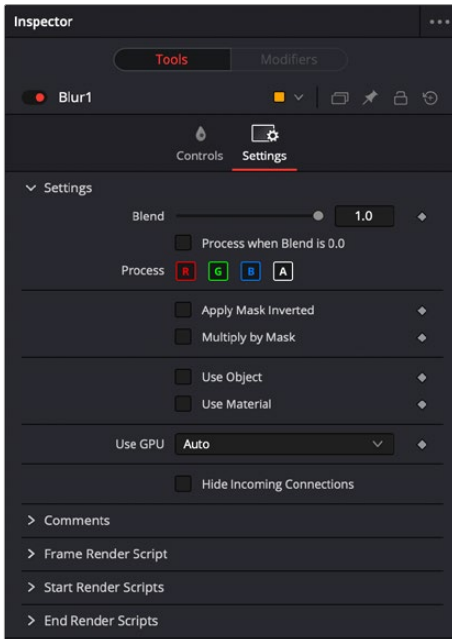 Inspector
Tools Modifiers
Blur1
Controls Settings
Settings
Blend 1.0
Process when Blend is 0.0
Process R G B A
Apply Mask Inverted
Multiply by Mask
Use Object
Use Material
Use GPU Auto
Hide Incoming Connections
Comments
Frame Render Script
Start Render Scripts
End Render Scripts